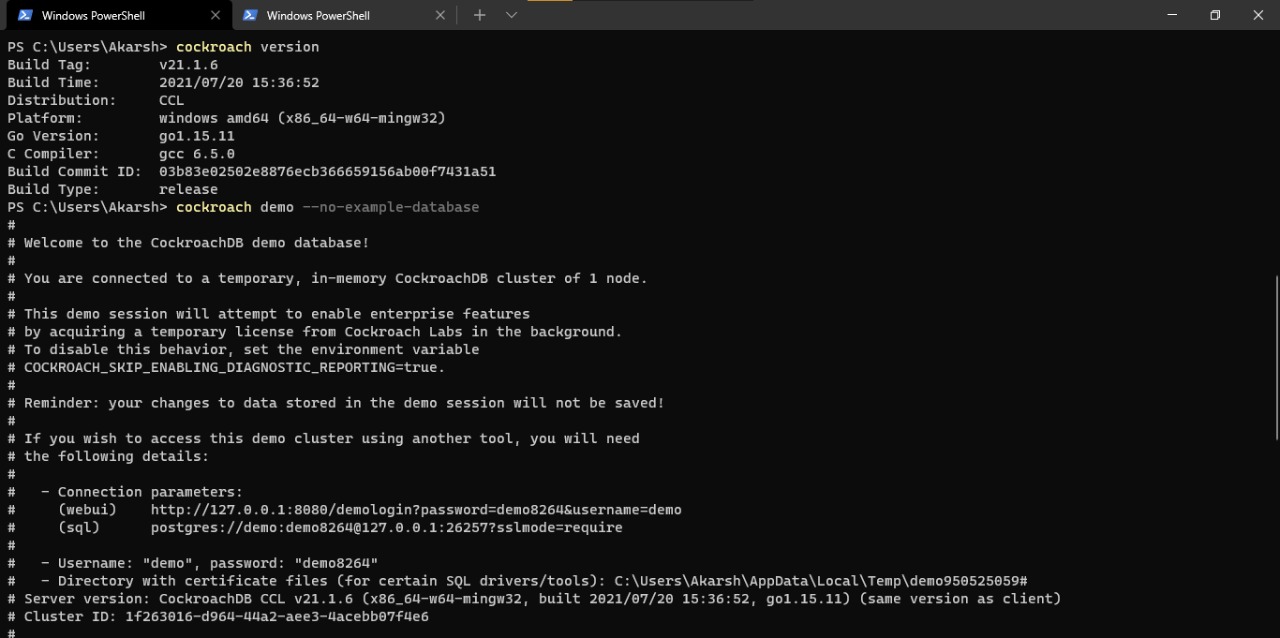 Windows PowerShell
Windows PowerShell
PS C:\Users\Akarsh> cockroach version
Build Tag:        v21.1.6
Build Time:       2021/07/20 15:36:52
Distribution:     CCL
Platform:         windows amd64 (x86_64-w64-mingw32)
Go Version:       go1.15.11
C Compiler:       gcc 6.5.0
Build Commit ID:  03b83e02502e8876ecb366659156ab00f7431a51
Build Type:       release
PS C:\Users\Akarsh> cockroach demo --no-example-database
#
# Welcome to the CockroachDB demo database!
#
# You are connected to a temporary, in-memory CockroachDB cluster of 1 node.
#
# This demo session will attempt to enable enterprise features
# by acquiring a temporary license from Cockroach Labs in the background.
# To disable this behavior, set the environment variable
# COCKROACH_SKIP_ENABLING_DIAGNOSTIC_REPORTING=true.
#
# Reminder: your changes to data stored in the demo session will not be saved!
#
# If you wish to access this demo cluster using another tool, you will need
# the following details:
#
#   - Connection parameters:
#     (webui)    http://127.0.0.1:8080/demologin?password=demo8264&username=demo
#     (sql)      postgres://demo:demo8264@127.0.0.1:26257?sslmode=require
#
#   - Username: "demo", password: "demo8264"
#   - Directory with certificate files (for certain SQL drivers/tools): C:\Users\Akarsh\AppData\Local\Temp\demo950525059#
# Server version: CockroachDB CCL v21.1.6 (x86_64-w64-mingw32, built 2021/07/20 15:36:52, go1.15.11) (same version as client)
# Cluster ID: 1f263016-d964-44a2-aee3-4acebb07f4e6
#